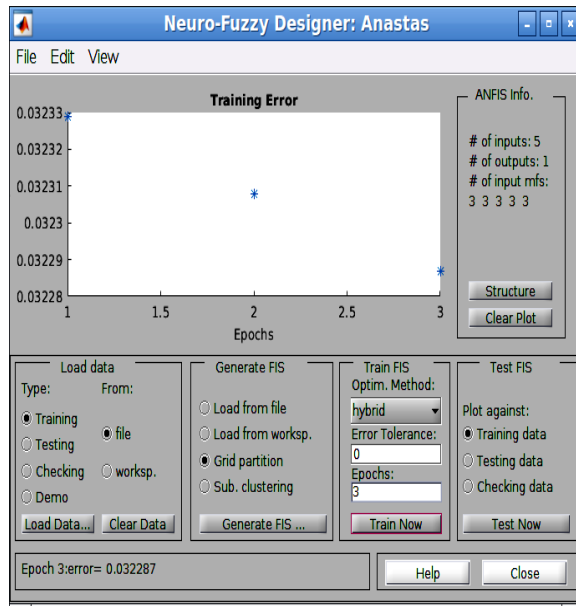 Neuro-Fuzzy Designer: Anastas
File Edit View
Training Error
0.03233
0.03232
0.03231
0.0323
0.03229
0.03228
1 1.5 2 2.5 3
Epochs
ANFIS Info.
# of inputs: 5
# of outputs: 1
# of input mfs:
3 3 3 3 3
Structure
Clear Plot
Load data
Type: From:
Training
file
Testing
Checking worksp.
Demo
Load Data... Clear Data
Generate FIS
Load from file
Load from worksp.
Grid partition
Sub. clustering
Generate FIS ...
Train FIS
Optim. Method:
hybrid
Error Tolerance:
0
Epochs:
3
Train Now
Test FIS
Plot against:
Training data
Testing data
Checking data
Test Now
Epoch 3:error= 0.032287
Help Close